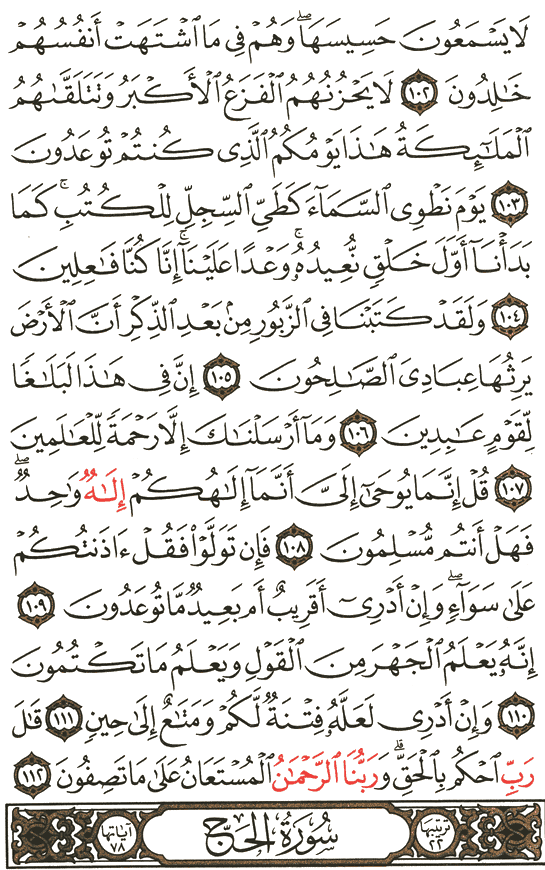 لَا يَسْمَعُونَ حَسِيسَهَا ۖ وَهُمْ فِي مَا اشْتَهَتْ أَنفُسُهُمْ
خَالِدُونَ ١٠٢ لَا يَحْزُنُهُمُ الْفَزَعُ الْأَكْبَرُ وَتَتَلَقَّاهُمُ
الْمَلَائِكَةُ هَٰذَا يَوْمُكُمُ الَّذِي كُنتُمْ تُوعَدُونَ
١٠٣ يَوْمَ نَطْوِي السَّمَاءَ كَطَيِّ السِّجِلِّ لِلْكُتُبِ ۚ كَمَا
بَدَأْنَا أَوَّلَ خَلْقٍ نُّعِيدُهُ ۚ وَعْدًا عَلَيْنَا ۚ إِنَّا كُنَّا فَاعِلِينَ
١٠٤ وَلَقَدْ كَتَبْنَا فِي الزَّبُورِ مِن بَعْدِ الذِّكْرِ أَنَّ الْأَرْضَ
يَرِثُهَا عِبَادِيَ الصَّالِحُونَ ١٠٥ إِنَّ فِي هَٰذَا لَبَلَاغًا
لِّقَوْمٍ عَابِدِينَ ١٠٦ وَمَا أَرْسَلْنَاكَ إِلَّا رَحْمَةً لِّلْعَالَمِينَ
١٠٧ قُلْ إِنَّمَا يُوحَىٰ إِلَيَّ أَنَّمَا إِلَٰهُكُمْ إِلَٰهٌ وَاحِدٌ ۖ
فَهَلْ أَنتُم مُّسْلِمُونَ ١٠٨ فَإِن تَوَلَّوْا فَقُلْ ءَاذَنتُكُمْ
عَلَىٰ سَوَاءٍ ۖ وَإِنْ أَدْرِي أَقَرِيبٌ أَم بَعِيدٌ مَّا تُوعَدُونَ ١٠٩
إِنَّهُ يَعْلَمُ الْجَهْرَ مِنَ الْقَوْلِ وَيَعْلَمُ مَا تَكْتُمُونَ
١١٠ وَإِنْ أَدْرِي لَعَلَّهُ فِتْنَةٌ لَّكُمْ وَمَتَاعٌ إِلَىٰ حِينٍ ١١١ قَالَ
رَبِّ احْكُم بِالْحَقِّ ۗ وَرَبُّنَا الرَّحْمَٰنُ الْمُسْتَعَانُ عَلَىٰ مَا تَصِفُونَ ١١٢
ترتيبها ٢٢ سُورَةُ الحَجِّ آياتها ٧٨